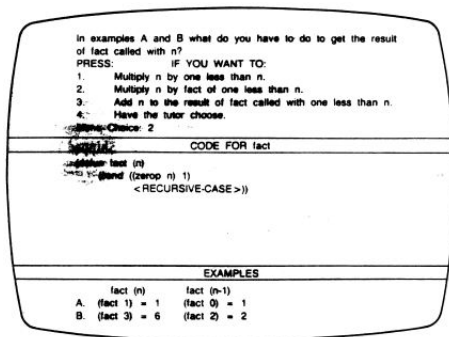 In examples A and B what do you have to do to get the result
of fact called with n?
PRESS: IF YOU WANT TO:
1. Multiply n by one less than n.
2. Multiply n by fact of one less than n.
3. Add n to the result of fact called with one less than n.
4. Have the tutor choose.
Choice: 2
CODE FOR fact
fact (n)
((zerop n) 1)
<RECURSIVE-CASE>))
EXAMPLES
fact (n) fact (n-1)
A. (fact 1) = 1 (fact 0) = 1
B. (fact 3) = 6 (fact 2) = 2